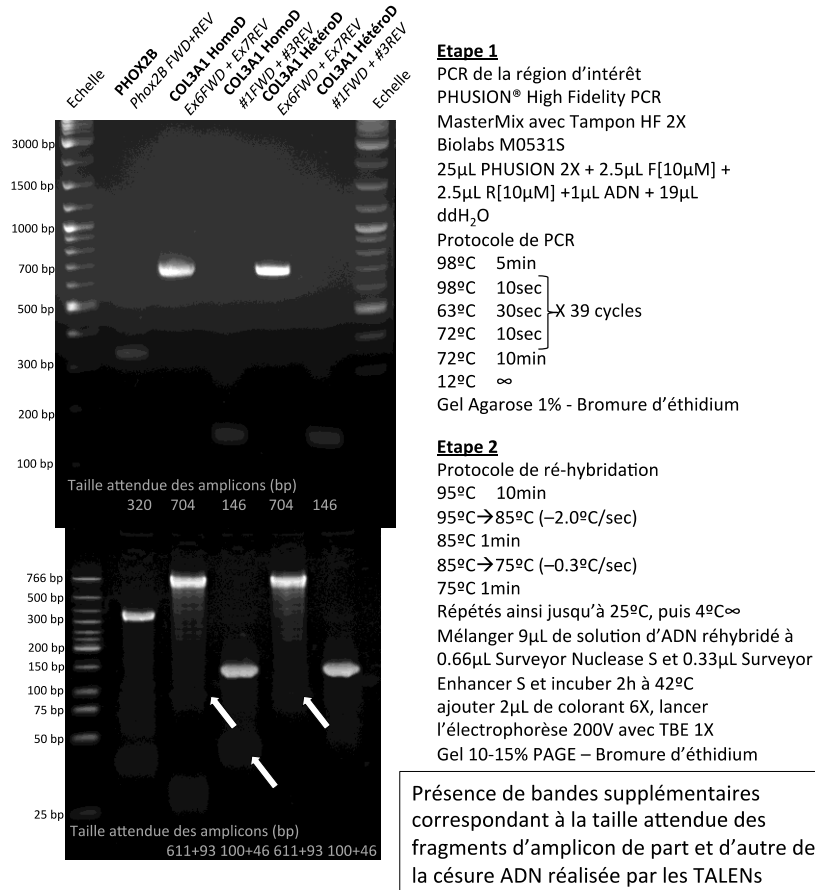 Echelle
PHOX2B
Phox2B FWD+REV
COL3A1 HomoD
Ex6FWD + Ex7REV
COL3A1 HomoD
#1FWD + #3REV
COL3A1 HétéroD
Ex6FWD + Ex7REV
COL3A1 HétéroD
#1FWD + #3REV
Echelle
3000 bp
1500 bp
1000 bp
700 bp
500 bp
300 bp
200 bp
100 bp
Taille attendue des amplicons (bp)
320 704 146 704 146
766 bp
500 bp
300 bp
200 bp
150 bp
100 bp
75 bp
50 bp
25 bp
Taille attendue des amplicons (bp)
611+93 100+46 611+93 100+46
Etape 1
PCR de la région d’intérêt
PHUSION® High Fidelity PCR
MasterMix avec Tampon HF 2X
Biolabs M0531S
25µL PHUSION 2X + 2.5µL F[10µM] +
2.5µL R[10µM] +1µL ADN + 19µL
ddH₂O
Protocole de PCR
98ºC 5min
98ºC 10sec
63ºC 30sec X 39 cycles
72ºC 10sec
72ºC 10min
12ºC ∞
Gel Agarose 1% - Bromure d’éthidium
Etape 2
Protocole de ré-hybridation
95ºC 10min
95ºC→85ºC (–2.0ºC/sec)
85ºC 1min
85ºC→75ºC (–0.3ºC/sec)
75ºC 1min
Répétés ainsi jusqu’à 25ºC, puis 4ºC∞
Mélanger 9µL de solution d’ADN réhybridé à
0.66µL Surveyor Nuclease S et 0.33µL Surveyor
Enhancer S et incuber 2h à 42ºC
ajouter 2µL de colorant 6X, lancer
l’électrophorèse 200V avec TBE 1X
Gel 10-15% PAGE – Bromure d’éthidium
Présence de bandes supplémentaires
correspondant à la taille attendue des
fragments d’amplicon de part et d’autre de
la césure ADN réalisée par les TALENs